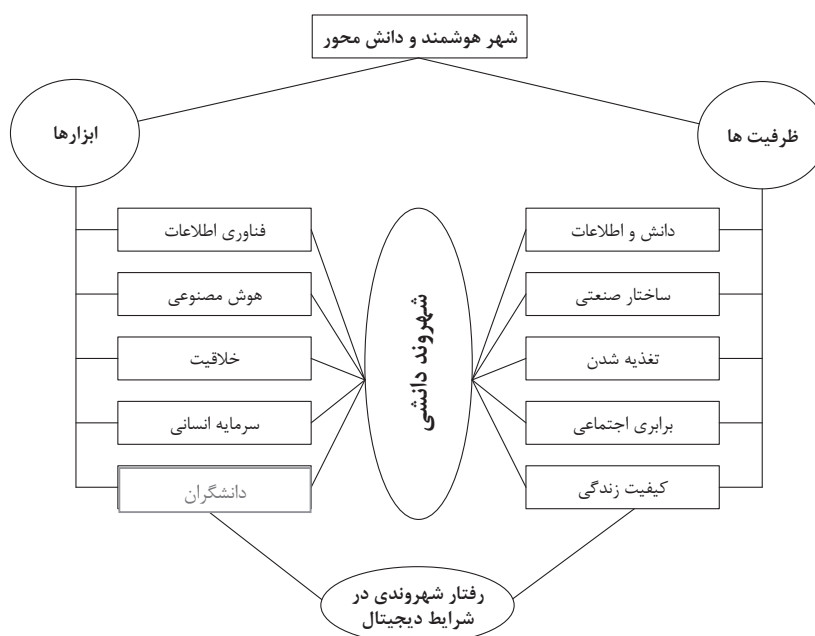 شهر هوشمند و دانش محور
ظرفیت ها
ابزارها
دانش و اطلاعات
ساختار صنعتی
تغذیه شدن
برابری اجتماعی
کیفیت زندگی
شهروند دانشی
فناوری اطلاعات
هوش مصنوعی
خلاقیت
سرمایه انسانی
دانشگران
رفتار شهروندی در
شرایط دیجیتال